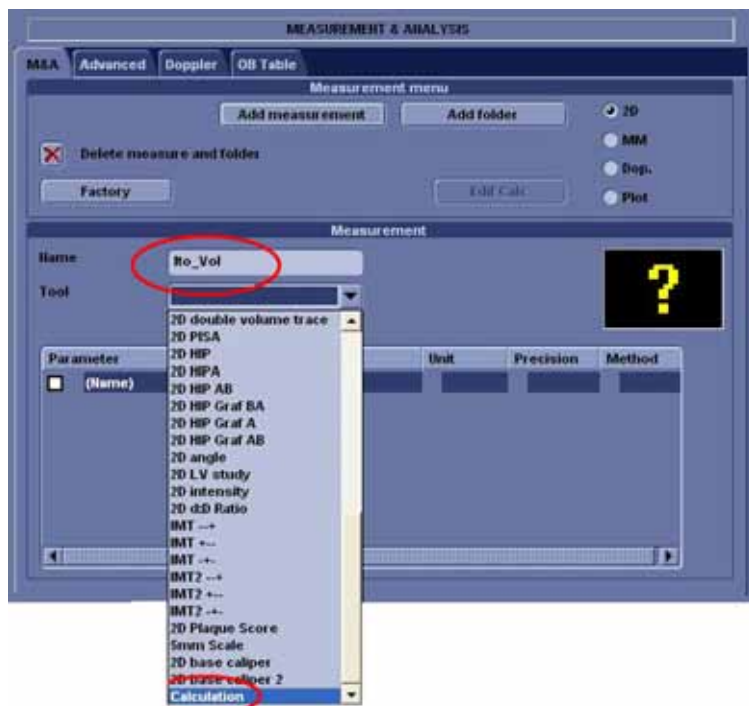 MEASUREMENT & ANALYSIS
M&A Advanced Doppler OB Table
Measurement menu
Add measurement Add folder 2D
MM
Delete measure and folder
Dop.
Factory Edit Calc Plot
Measurement
Name Ito_Vol
Tool
?
2D double volume trace
2D PISA
Parameter Unit Precision Method
2D HIP
2D HIPA
(Name)
2D HIP AB
2D HIP Graf BA
2D HIP Graf A
2D HIP Graf AB
2D angle
2D LV study
2D intensity
2D d:D Ratio
IMT --+
IMT +--
IMT -+-
IMT2 --+
IMT2 +--
IMT2 -+-
2D Plaque Score
5mm Scale
2D base caliper
2D base caliper 2
Calculation